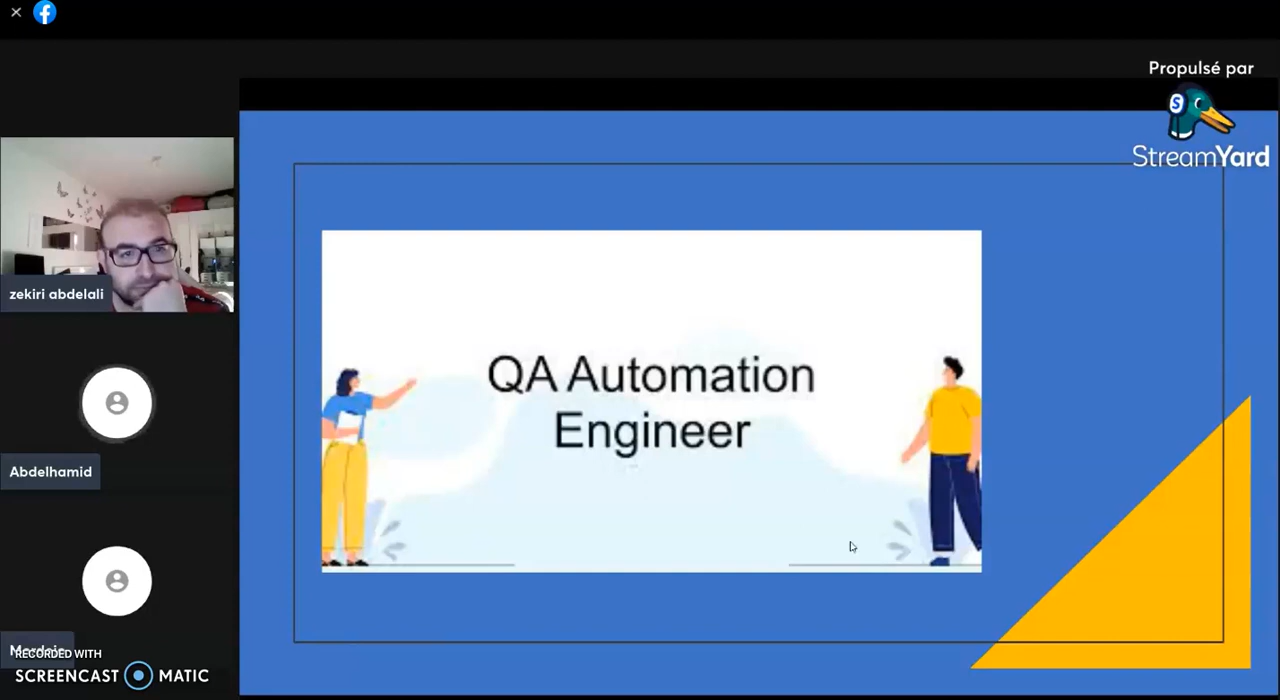 Propulsé par
StreamYard
zekiri abdelali
QA Automation
Engineer
Abdelhamid
RECORDED WITH
SCREENCAST MATIC